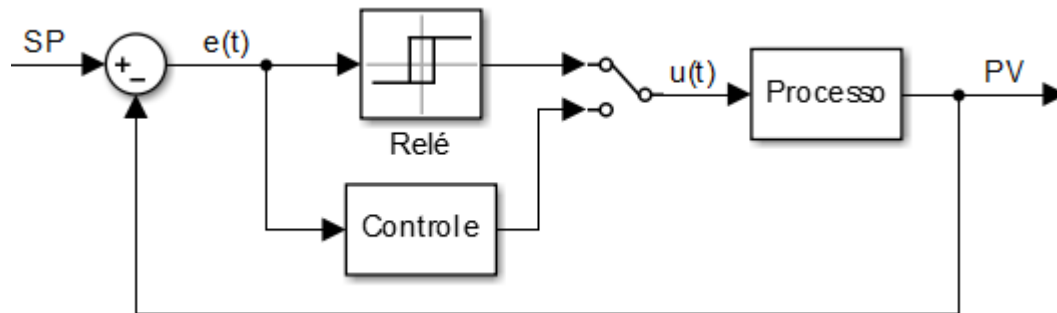 SP
+
−
e(t)
Relé
Controle
u(t)
Processo
PV